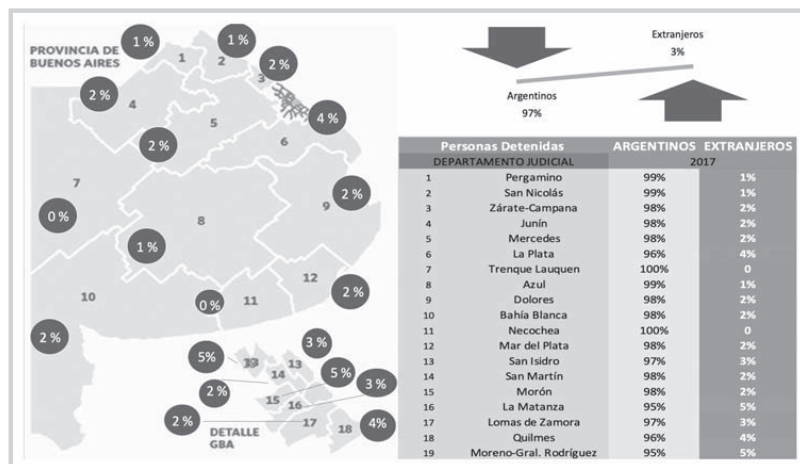 PROVINCIA DE
BUENOS AIRES
1 %
1 %
2 %
2 %
4 %
2 %
2 %
0 %
1 %
0 %
2 %
2 %
1
2
3
4
5
6
7
8
9
10
11
12
3 %
5%
5 %
3 %
2 %
2 %
4%
13
13
14
15
16
17
18
DETALLE
GBA
Extranjeros
3%
Argentinos
97%
Personas Detenidas ARGENTINOS EXTRANJEROS
DEPARTAMENTO JUDICIAL 2017
1 Pergamino 99% 1%
2 San Nicolás 99% 1%
3 Zárate-Campana 98% 2%
4 Junín 98% 2%
5 Mercedes 98% 2%
6 La Plata 96% 4%
7 Trenque Lauquen 100% 0
8 Azul 99% 1%
9 Dolores 98% 2%
10 Bahía Blanca 98% 2%
11 Necochea 100% 0
12 Mar del Plata 98% 2%
13 San Isidro 97% 3%
14 San Martín 98% 2%
15 Morón 98% 2%
16 La Matanza 95% 5%
17 Lomas de Zamora 97% 3%
18 Quilmes 96% 4%
19 Moreno-Gral. Rodríguez 95% 5%